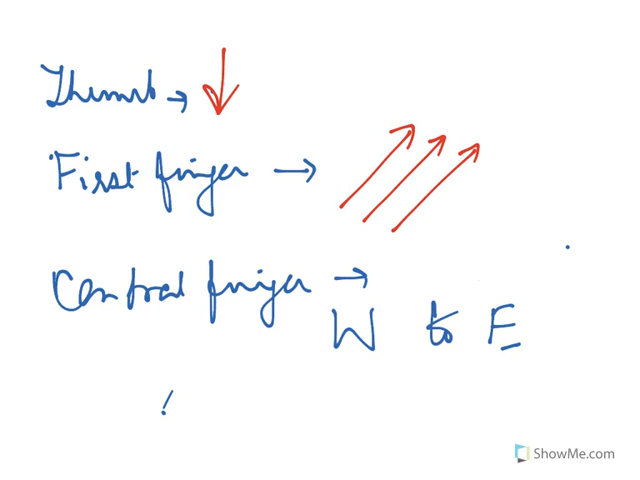 Thumb →
First finger →
Central finger →
W to E
ShowMe.com